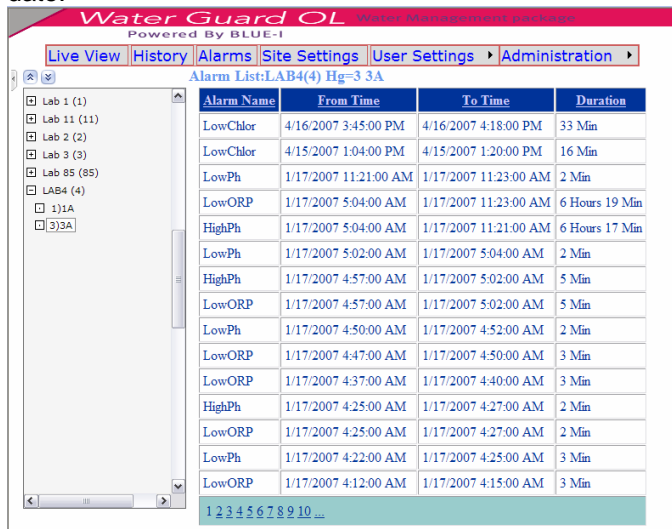 date.
Water Guard OL Water Management package
Powered By BLUE-I
Live View History Alarms Site Settings User Settings Administration
Alarm List:LAB4(4) Hg=3 3A
Lab 1 (1)
Lab 11 (11)
Lab 2 (2)
Lab 3 (3)
Lab 85 (85)
LAB4 (4)
1)1A
3)3A
Alarm Name From Time To Time Duration
LowChlor 4/16/2007 3:45:00 PM 4/16/2007 4:18:00 PM 33 Min
LowChlor 4/15/2007 1:04:00 PM 4/15/2007 1:20:00 PM 16 Min
LowPh 1/17/2007 11:21:00 AM 1/17/2007 11:23:00 AM 2 Min
LowORP 1/17/2007 5:04:00 AM 1/17/2007 11:23:00 AM 6 Hours 19 Min
HighPh 1/17/2007 5:04:00 AM 1/17/2007 11:21:00 AM 6 Hours 17 Min
LowPh 1/17/2007 5:02:00 AM 1/17/2007 5:04:00 AM 2 Min
HighPh 1/17/2007 4:57:00 AM 1/17/2007 5:02:00 AM 5 Min
LowORP 1/17/2007 4:57:00 AM 1/17/2007 5:02:00 AM 5 Min
LowPh 1/17/2007 4:50:00 AM 1/17/2007 4:52:00 AM 2 Min
LowORP 1/17/2007 4:47:00 AM 1/17/2007 4:50:00 AM 3 Min
LowORP 1/17/2007 4:37:00 AM 1/17/2007 4:40:00 AM 3 Min
HighPh 1/17/2007 4:25:00 AM 1/17/2007 4:27:00 AM 2 Min
LowORP 1/17/2007 4:25:00 AM 1/17/2007 4:27:00 AM 2 Min
LowPh 1/17/2007 4:22:00 AM 1/17/2007 4:25:00 AM 3 Min
LowORP 1/17/2007 4:12:00 AM 1/17/2007 4:15:00 AM 3 Min
1 2 3 4 5 6 7 8 9 10 ...